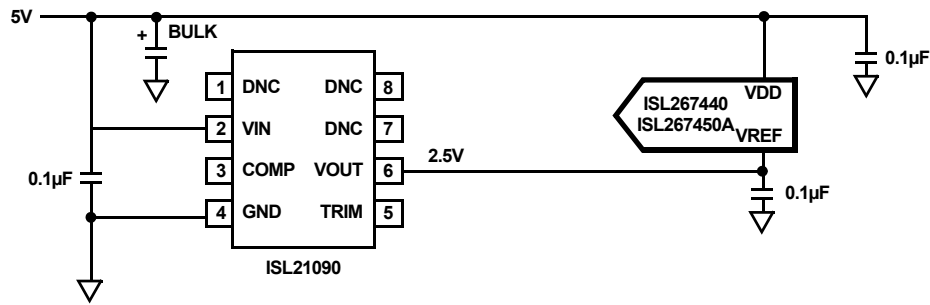 5V
+ BULK
0.1µF
1 DNC DNC 8
2 VIN DNC 7
3 COMP VOUT 6
4 GND TRIM 5
ISL21090
0.1µF
2.5V
ISL267440
ISL267450A
VDD
VREF
0.1µF